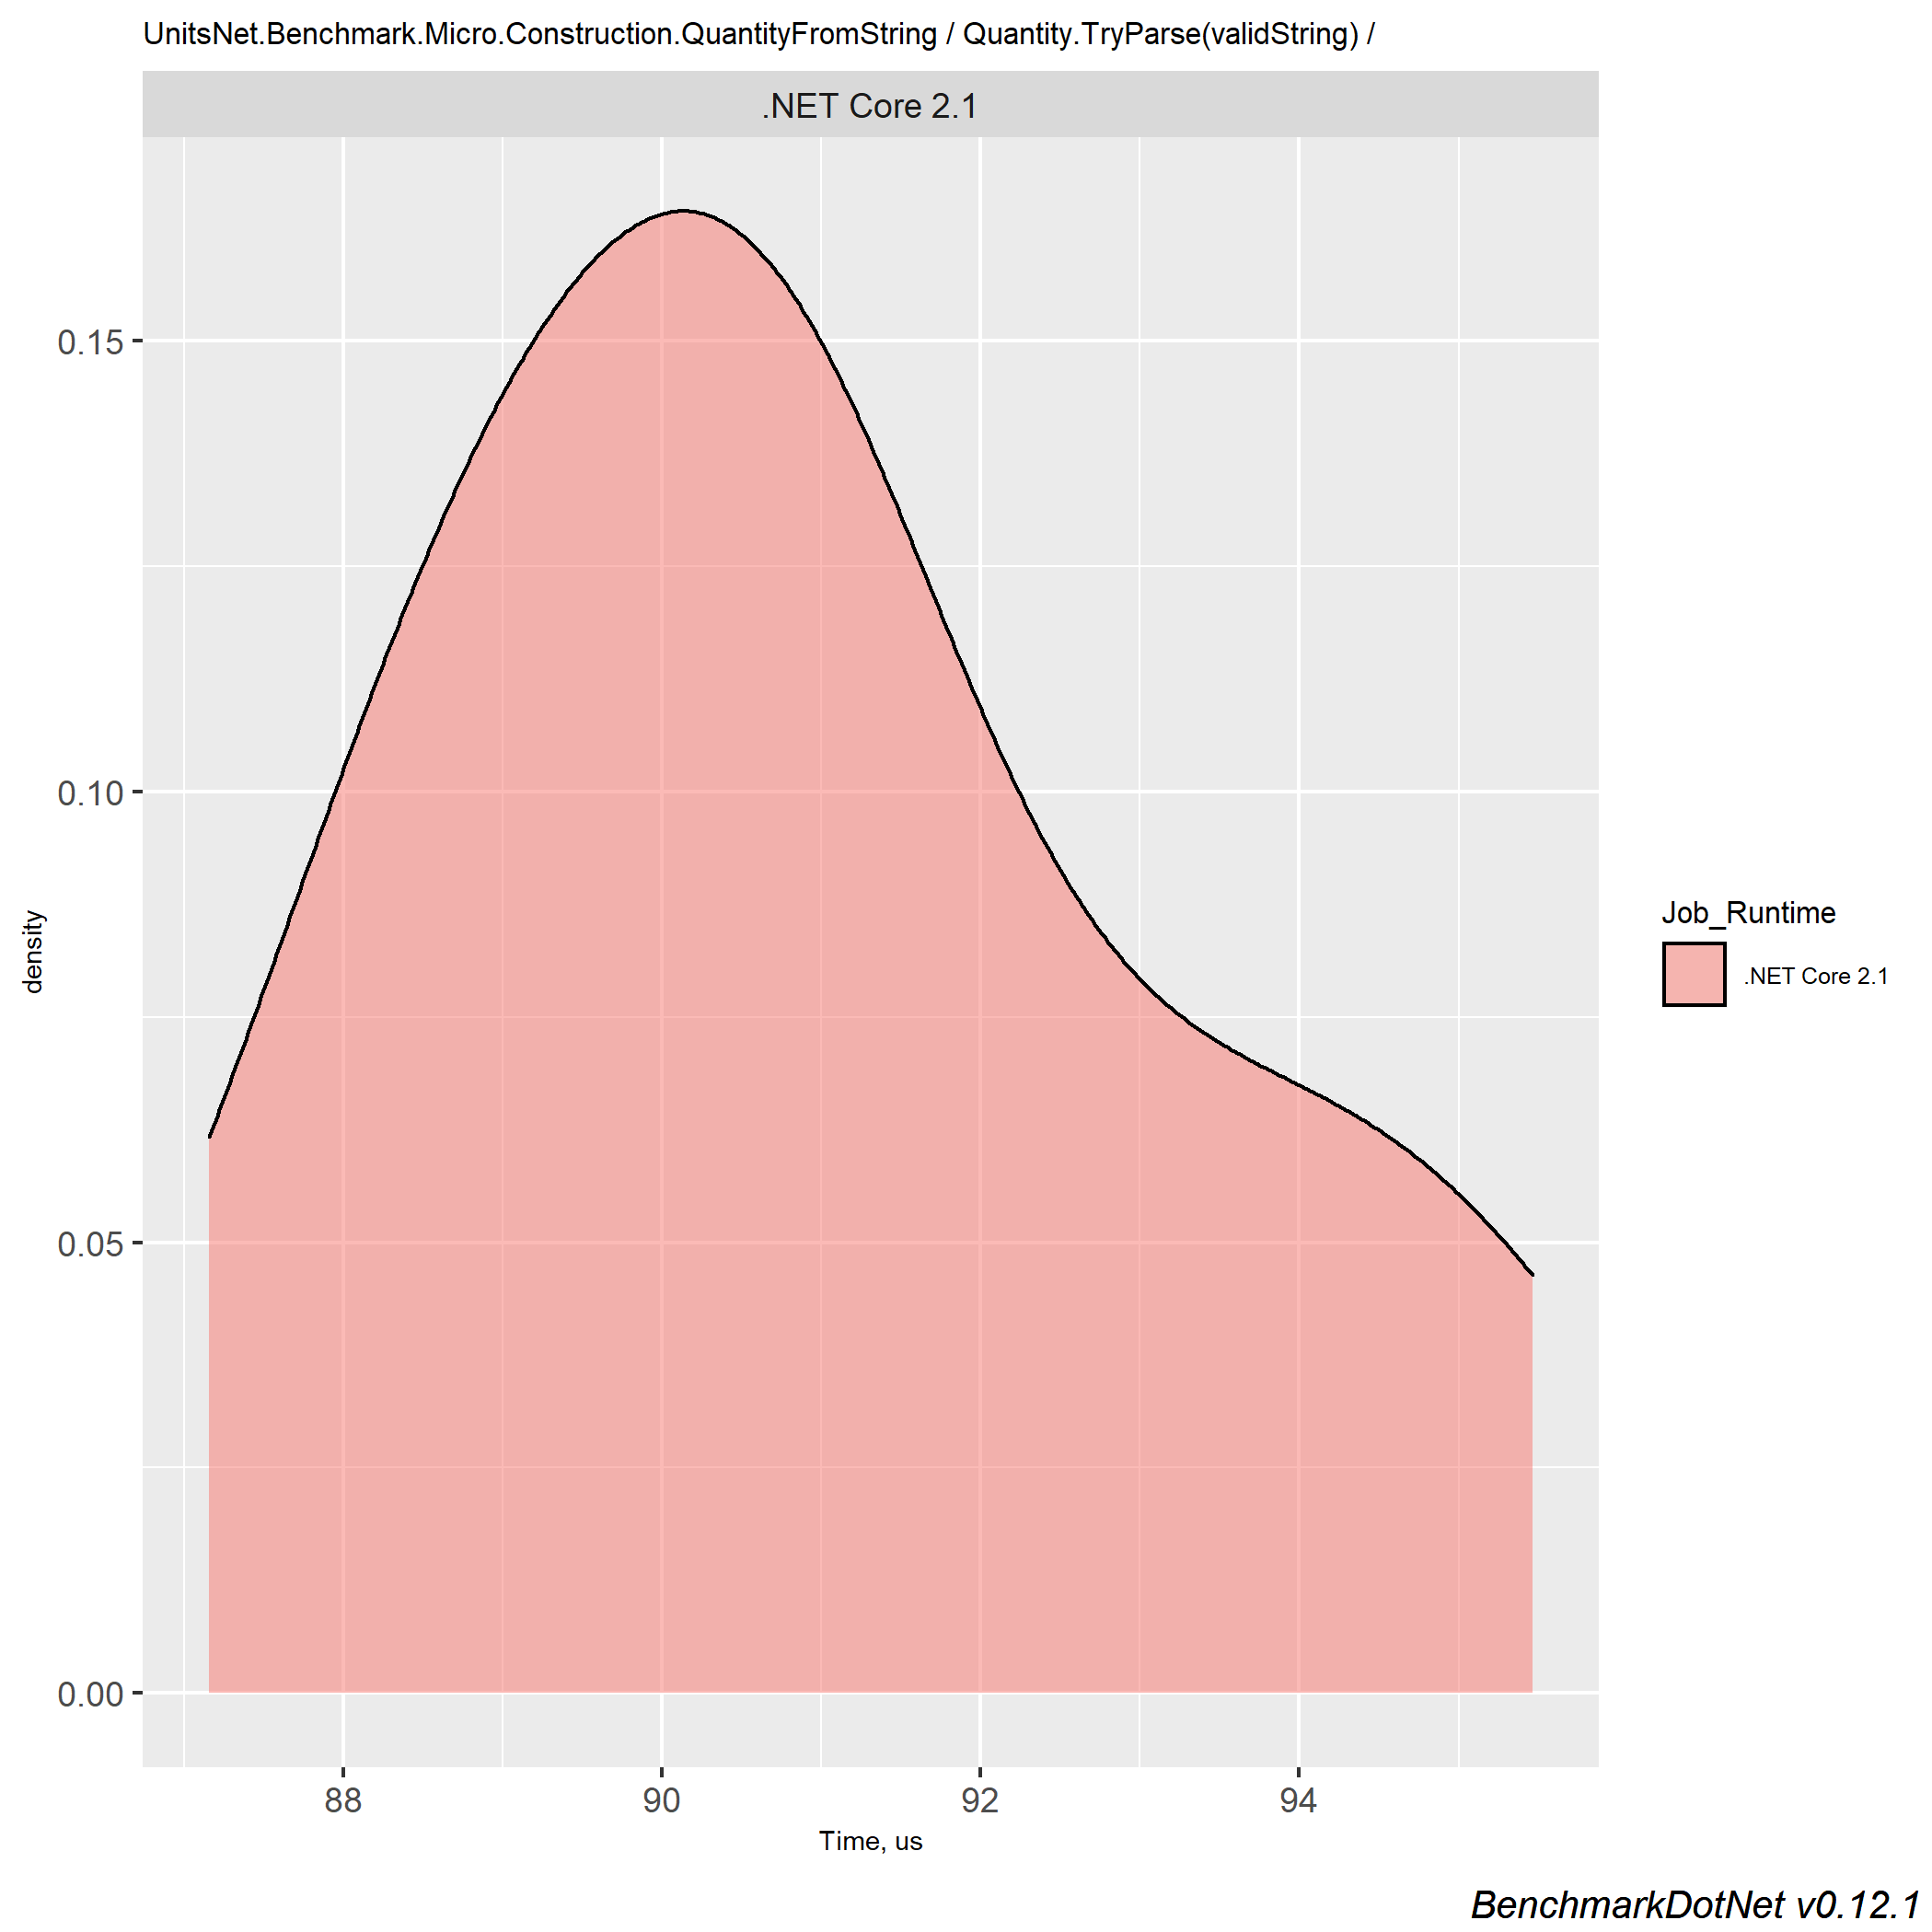 UnitsNet.Benchmark.Micro.Construction.QuantityFromString / Quantity.TryParse(validString) /
.NET Core 2.1
0.15
0.10
0.05
0.00
density
88 90 92 94
Time, us
Job_Runtime
.NET Core 2.1
BenchmarkDotNet v0.12.1